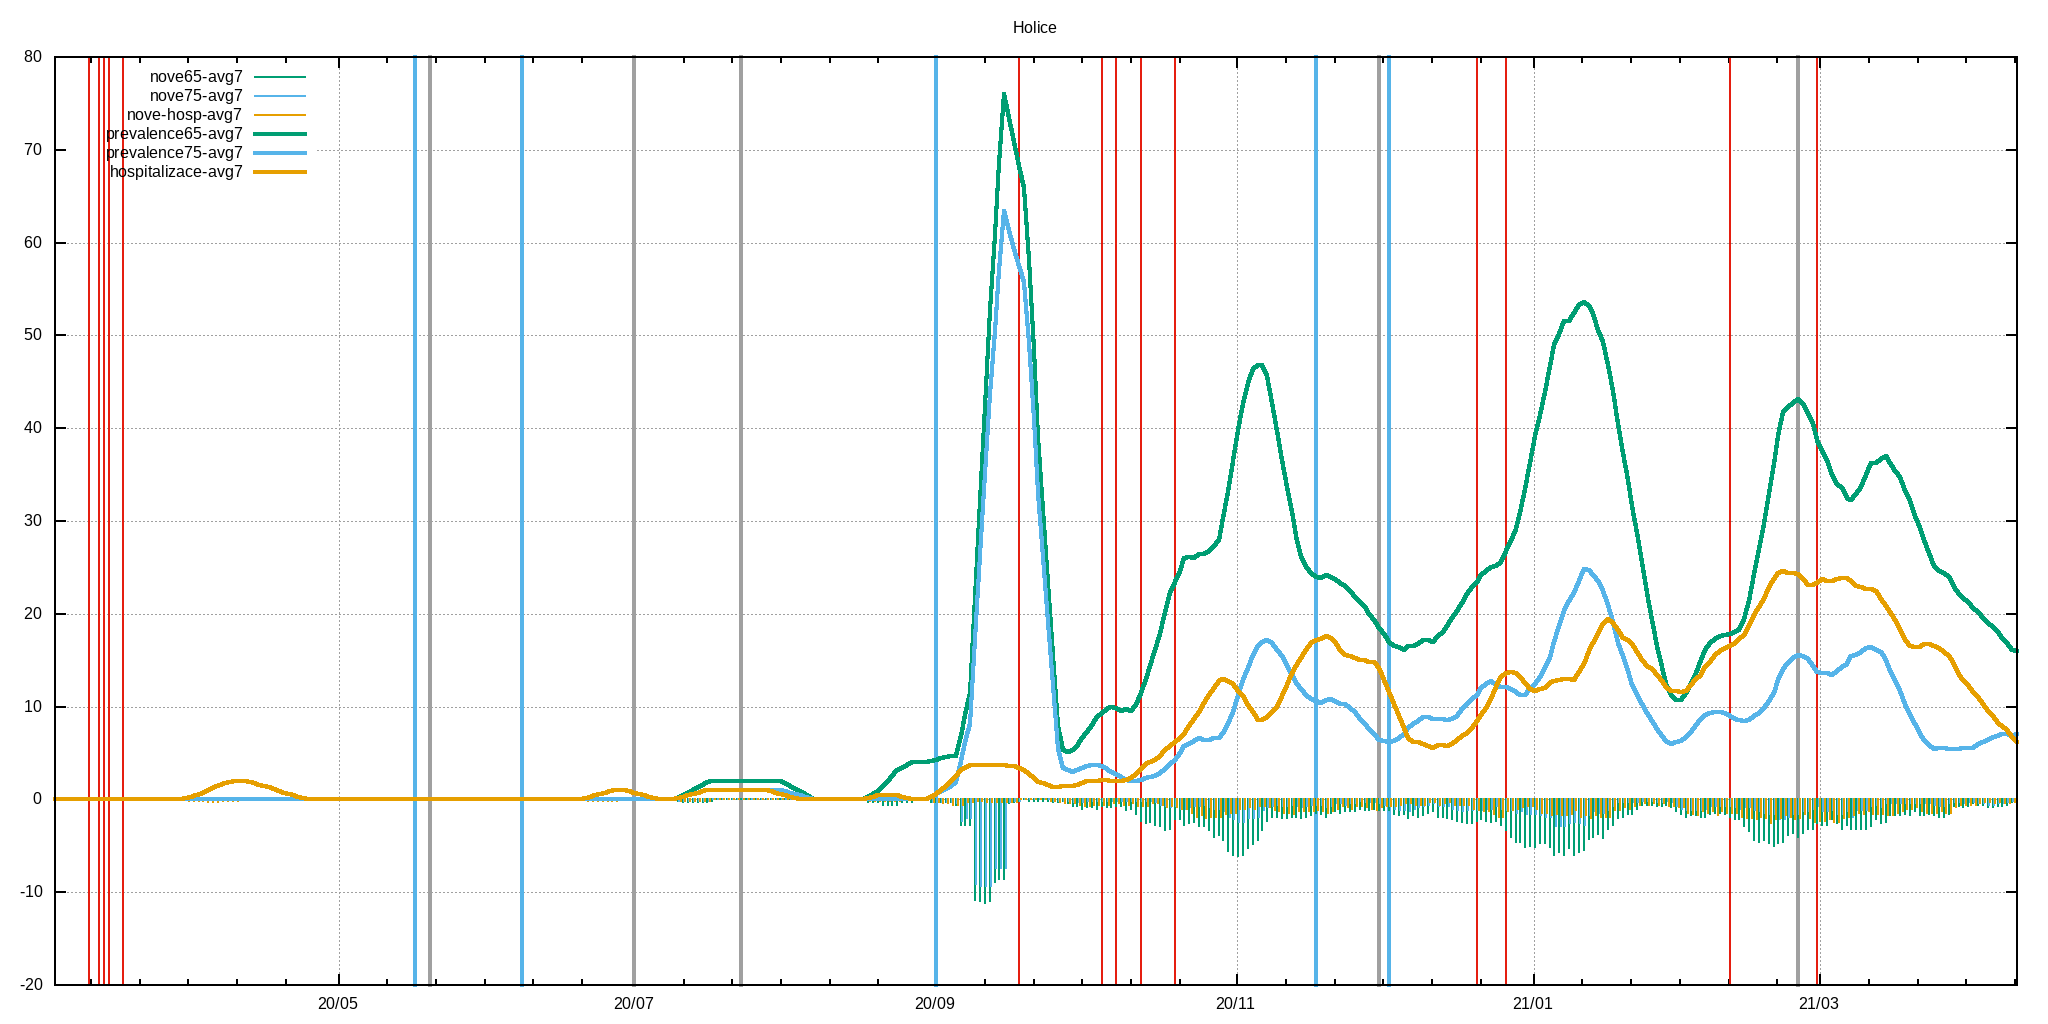 Holice
80
nove65-avg7
nove75-avg7
nove-hosp-avg7
prevalence65-avg7
prevalence75-avg7
hospitalizace-avg7
70
60
50
40
30
20
10
0
-10
-20
20/05 20/07 20/09 20/11 21/01 21/03